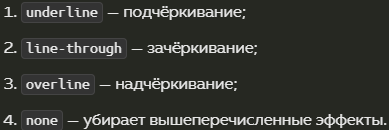 1. underline — подчёркивание;
2. line-through — зачёркивание;
3. overline — надчёркивание;
4. none — убирает вышеперечисленные эффекты.